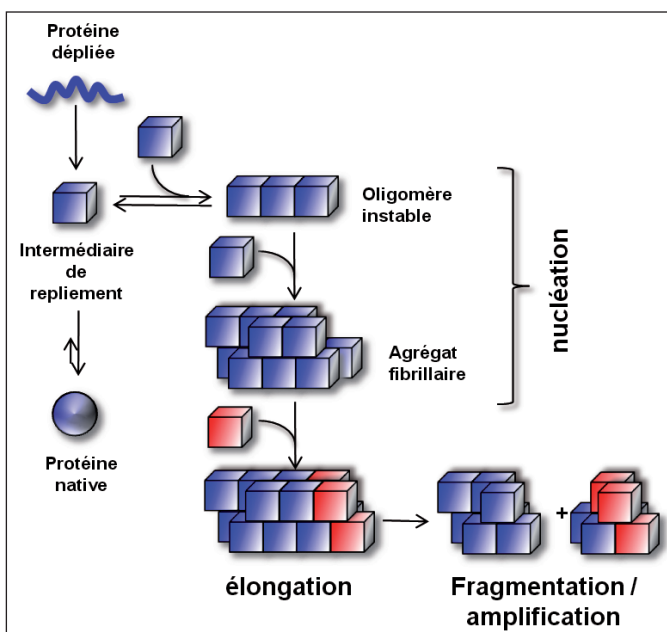 Protéine
dépliée
Intermédiaire
de
repliement
Protéine
native
Oligomère
instable
Agrégat
fibrillaire
nucléation
élongation
+
Fragmentation /
amplification